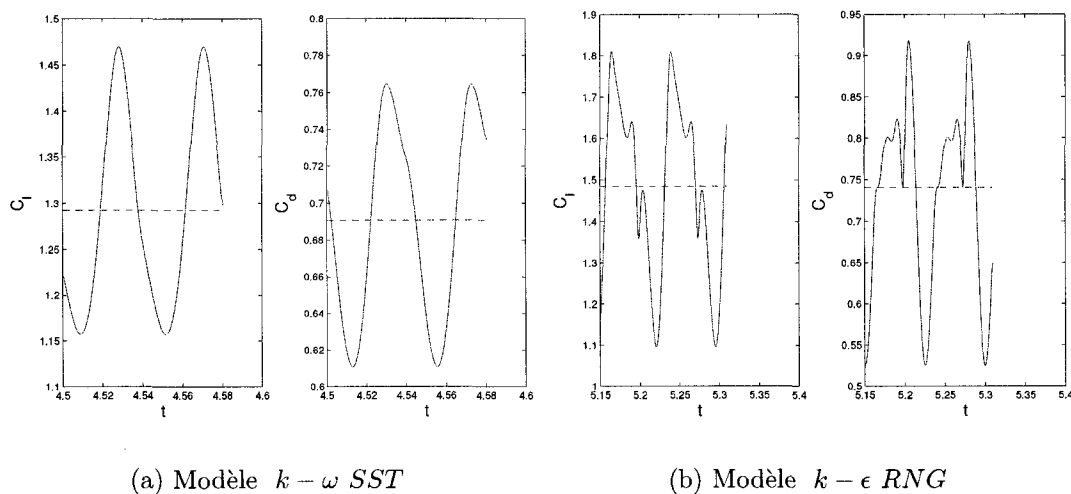 1.5
1.45
1.4
1.35
1.3
1.25
1.2
1.15
1.1
4.5 4.52 4.54 4.56 4.58 4.6
C_l
t
0.8
0.78
0.76
0.74
0.72
0.7
0.68
0.66
0.64
0.62
0.6
4.5 4.52 4.54 4.56 4.58 4.6
C_d
t
1.9
1.8
1.7
1.6
1.5
1.4
1.3
1.2
1.1
1
5.15 5.2 5.25 5.3 5.35 5.4
C_l
t
0.95
0.9
0.85
0.8
0.75
0.7
0.65
0.6
0.55
0.5
5.15 5.2 5.25 5.3 5.35 5.4
C_d
t
(a) Modèle k − ω SST
(b) Modèle k − ϵ RNG